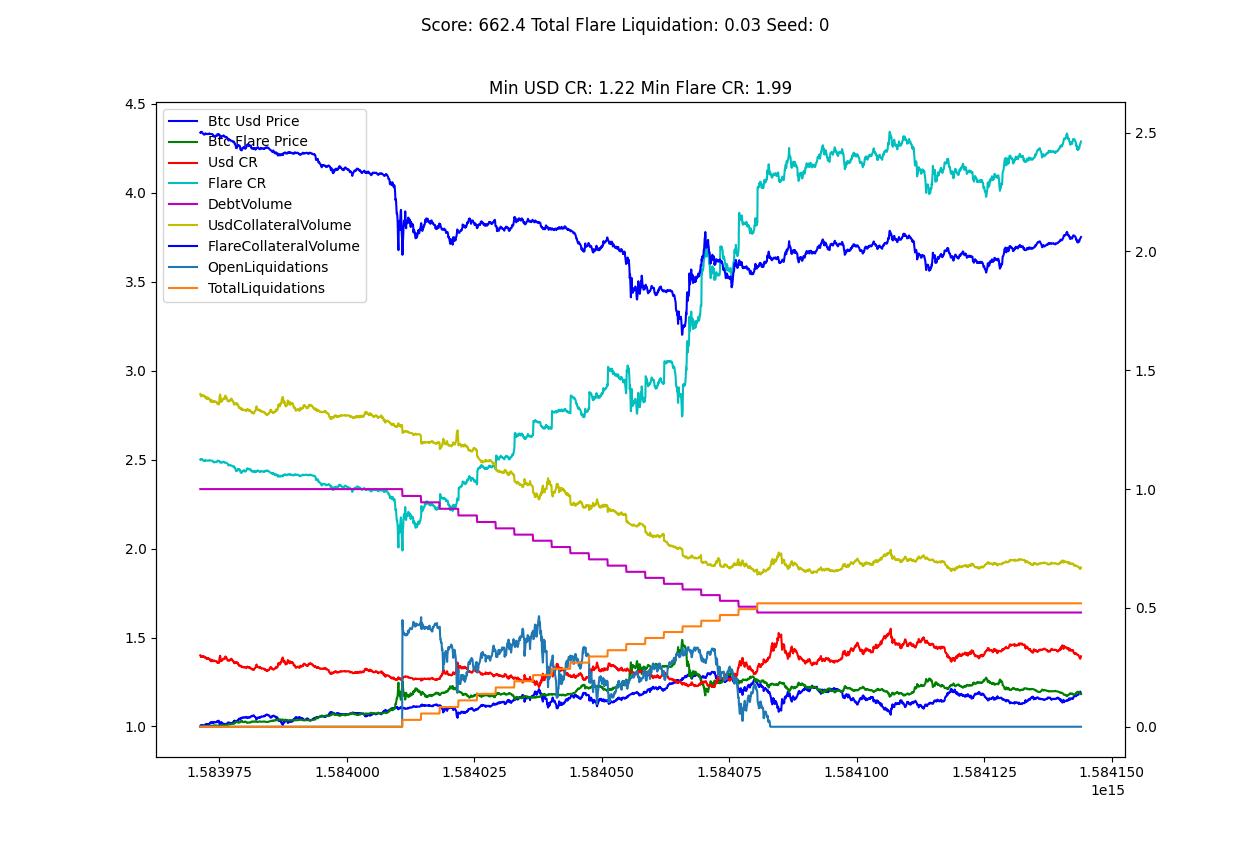 Score: 662.4 Total Flare Liquidation: 0.03 Seed: 0
Min USD CR: 1.22 Min Flare CR: 1.99
Btc Usd Price
Btc Flare Price
Usd CR
Flare CR
DebtVolume
UsdCollateralVolume
FlareCollateralVolume
OpenLiquidations
TotalLiquidations
4.5
4.0
3.5
3.0
2.5
2.0
1.5
1.0
2.5
2.0
1.5
1.0
0.5
0.0
1.583975 1.584000 1.584025 1.584050 1.584075 1.584100 1.584125 1.584150
1e15